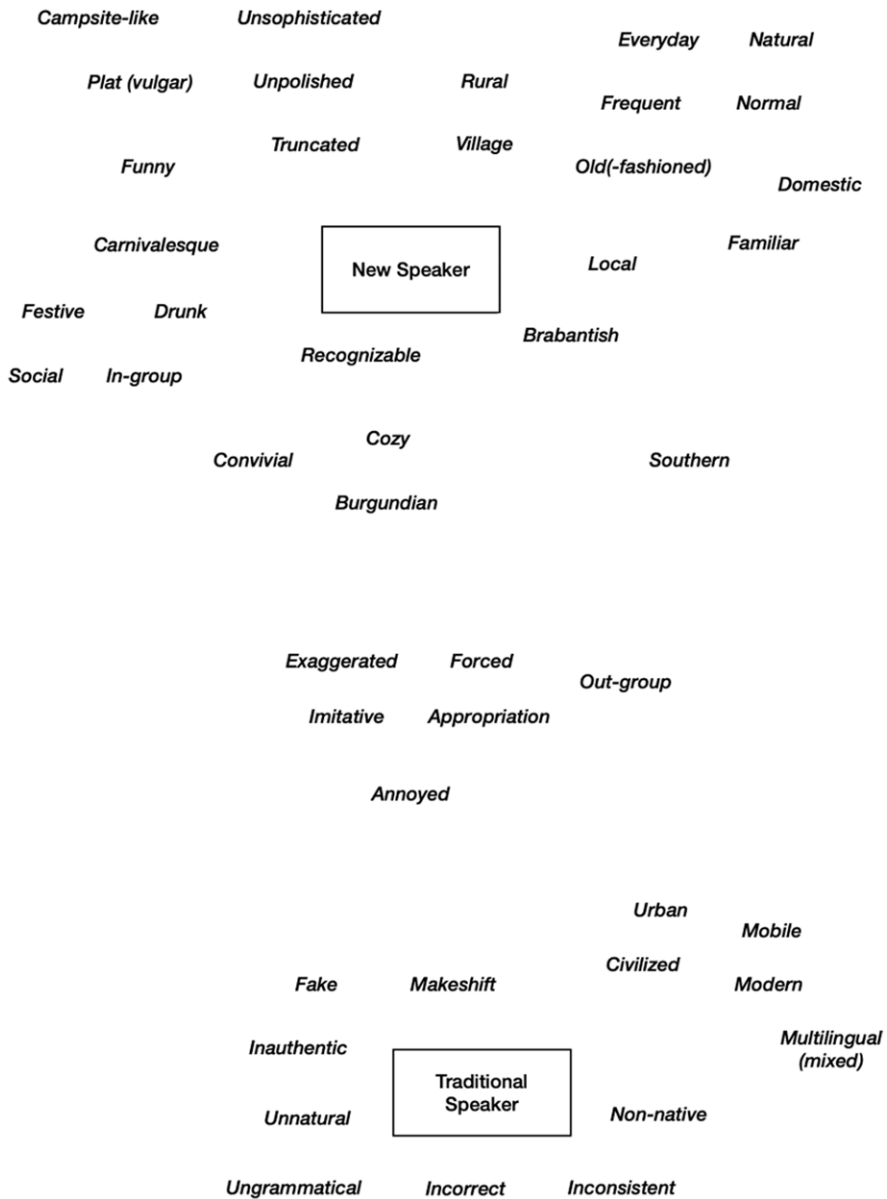 Campsite-like
Unsophisticated
Everyday
Natural
Plat (vulgar)
Unpolished
Rural
Frequent
Normal
Truncated
Village
Funny
Old(-fashioned)
Domestic
Carnivalesque
New Speaker
Local
Familiar
Festive
Drunk
Brabantish
Recognizable
Social
In-group
Cozy
Convivial
Southern
Burgundian
Exaggerated
Forced
Out-group
Imitative
Appropriation
Annoyed
Urban
Mobile
Civilized
Fake
Makeshift
Modern
Inauthentic
Multilingual
(mixed)
Traditional
Speaker
Unnatural
Non-native
Ungrammatical
Incorrect
Inconsistent